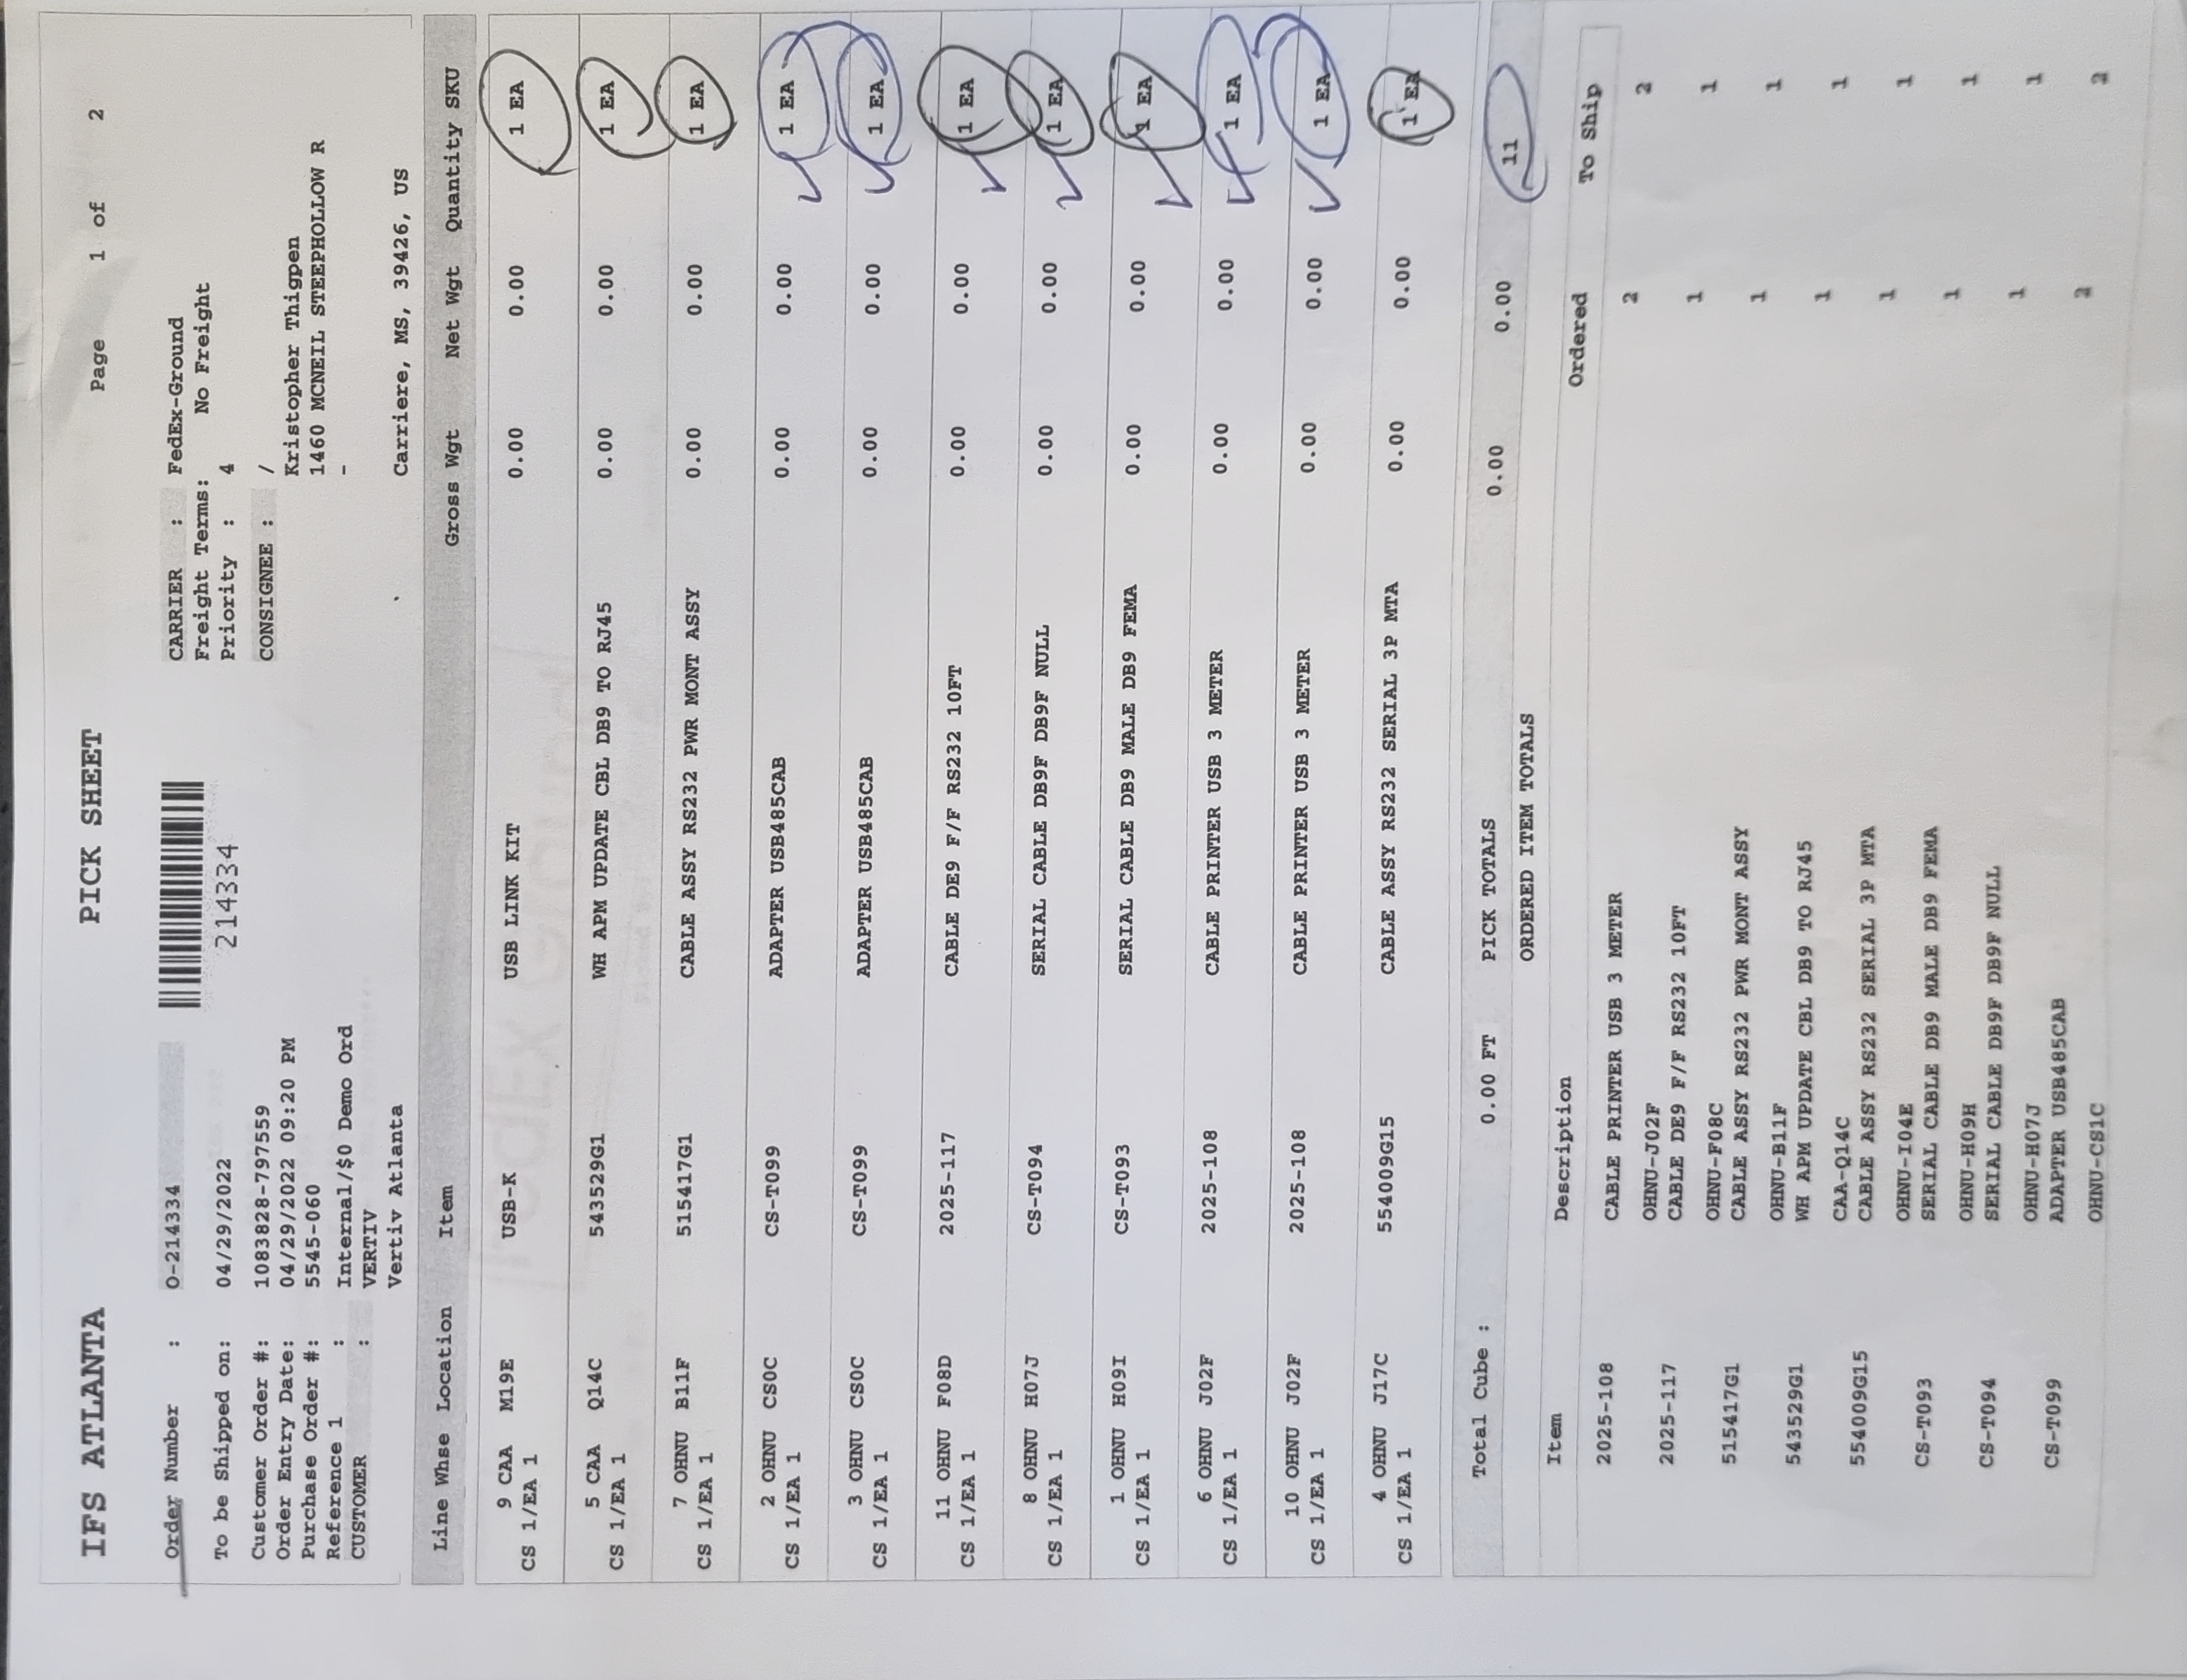 IFS ATLANTA PICK SHEET Page 1 of 2
Order Number : O-214334 CARRIER : FedEx-Ground
Freight Terms: No Freight
To be Shipped on: 04/29/2022 214334 Priority : 4
Customer Order #: 1083828-797559 CONSIGNEE : /
Order Entry Date: 04/29/2022 09:20 PM Kristopher Thigpen
Purchase Order #: 5545-060 1460 MCNEIL STEEPHOLLOW R
Reference 1 : Internal/$0 Demo Ord -
CUSTOMER : VERTIV
Vertiv Atlanta Carriere, MS, 39426, US
Line Whse Location Item Gross Wgt Net Wgt Quantity SKU
9 CAA M19E USB-K USB LINK KIT 0.00 0.00 1 EA
CS 1/EA 1
5 CAA Q14C 543529G1 WH APM UPDATE CBL DB9 TO RJ45 0.00 0.00 1 EA
CS 1/EA 1
7 OHNU B11F 515417G1 CABLE ASSY RS232 PWR MONT ASSY 0.00 0.00 1 EA
CS 1/EA 1
2 OHNU CS0C CS-T099 ADAPTER USB485CAB 0.00 0.00 1 EA
CS 1/EA 1
3 OHNU CS0C CS-T099 ADAPTER USB485CAB 0.00 0.00 1 EA
CS 1/EA 1
11 OHNU F08D 2025-117 CABLE DE9 F/F RS232 10FT 0.00 0.00 1 EA
CS 1/EA 1
8 OHNU H07J CS-T094 SERIAL CABLE DB9F DB9F NULL 0.00 0.00 1 EA
CS 1/EA 1
1 OHNU H09I CS-T093 SERIAL CABLE DB9 MALE DB9 FEMA 0.00 0.00 1 EA
CS 1/EA 1
6 OHNU J02F 2025-108 CABLE PRINTER USB 3 METER 0.00 0.00 1 EA
CS 1/EA 1
10 OHNU J02F 2025-108 CABLE PRINTER USB 3 METER 0.00 0.00 1 EA
CS 1/EA 1
4 OHNU J17C 554009G15 CABLE ASSY RS232 SERIAL 3P MTA 0.00 0.00 1 EA
CS 1/EA 1
Total Cube : 0.00 FT PICK TOTALS 0.00 0.00 11
ORDERED ITEM TOTALS
Item Description Ordered To Ship
2025-108 CABLE PRINTER USB 3 METER 2 2
OHNU-J02F
2025-117 CABLE DE9 F/F RS232 10FT 1 1
OHNU-F08C
515417G1 CABLE ASSY RS232 PWR MONT ASSY 1 1
OHNU-B11F
543529G1 WH APM UPDATE CBL DB9 TO RJ45 1 1
CAA-Q14C
554009G15 CABLE ASSY RS232 SERIAL 3P MTA 1 1
OHNU-I04E
CS-T093 SERIAL CABLE DB9 MALE DB9 FEMA 1 1
OHNU-H09H
CS-T094 SERIAL CABLE DB9F DB9F NULL 1 1
OHNU-H07J
CS-T099 ADAPTER USB485CAB 2 2
OHNU-CS1C